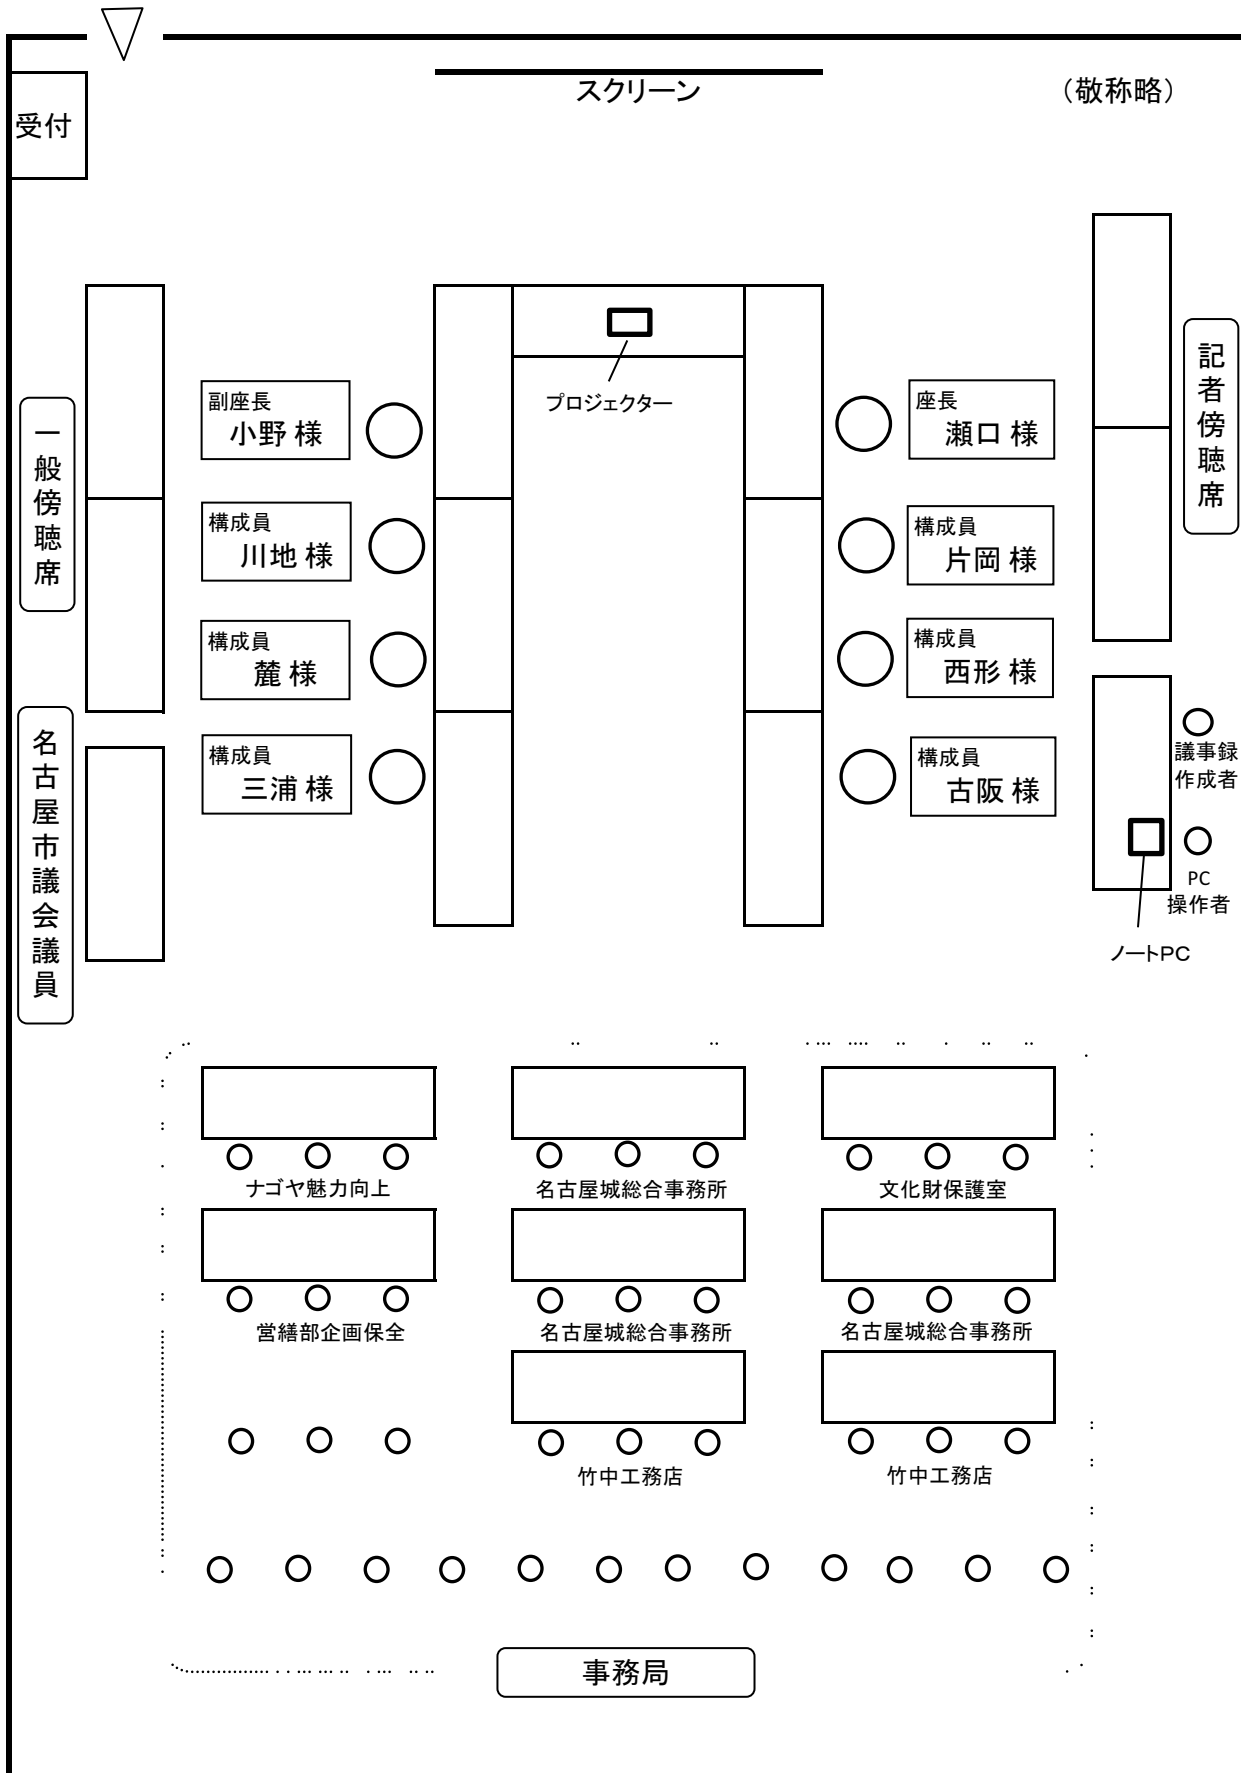 スクリーン
（敬称略）
受付
プロジェクター
副座長
小野 様
座長
瀬口 様
記者傍聴席
一般傍聴席
構成員
川地 様
構成員
片岡 様
構成員
麓 様
構成員
西形 様
名古屋市議会議員
構成員
三浦 様
構成員
古阪 様
議事録
作成者
PC
操作者
ノートPC
ナゴヤ魅力向上
名古屋城総合事務所
文化財保護室
営繕部企画保全
名古屋城総合事務所
名古屋城総合事務所
竹中工務店
竹中工務店
事務局